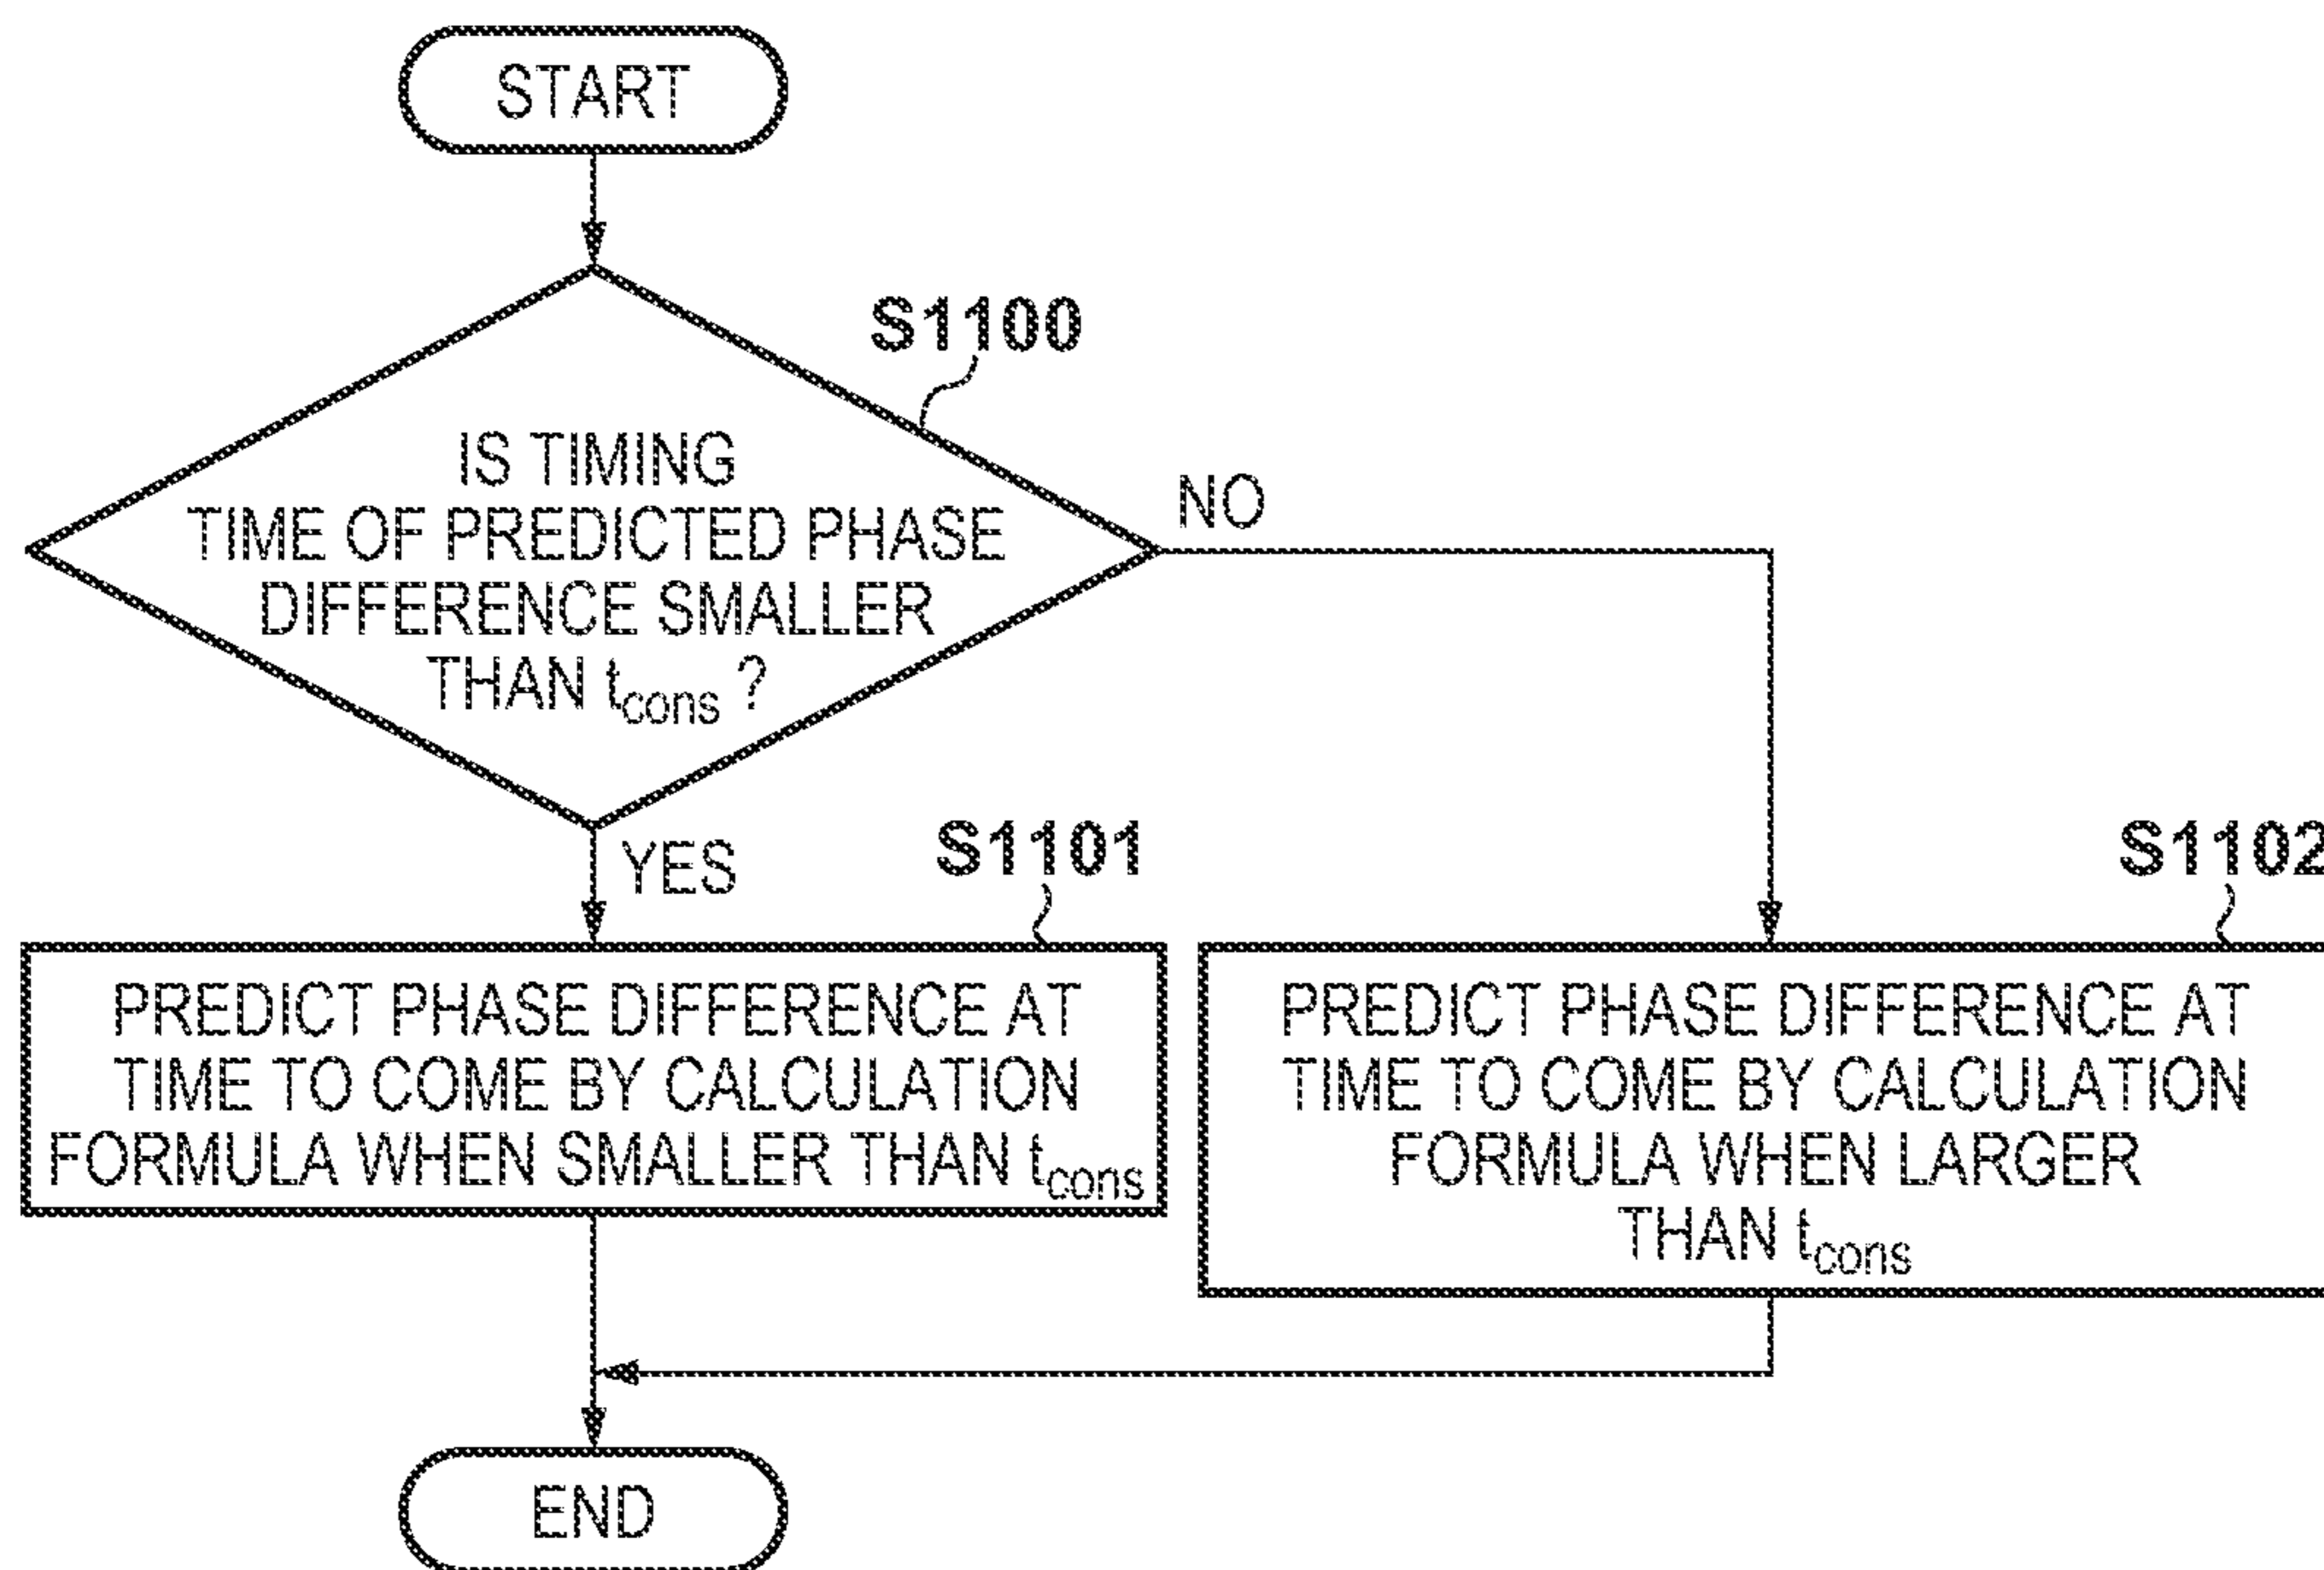 START
S1100
IS TIMING
TIME OF PREDICTED PHASE
DIFFERENCE SMALLER
THAN tcons ?
NO
YES
S1101
PREDICT PHASE DIFFERENCE AT
TIME TO COME BY CALCULATION
FORMULA WHEN SMALLER THAN tcons
S1102
PREDICT PHASE DIFFERENCE AT
TIME TO COME BY CALCULATION
FORMULA WHEN LARGER
THAN tcons
END